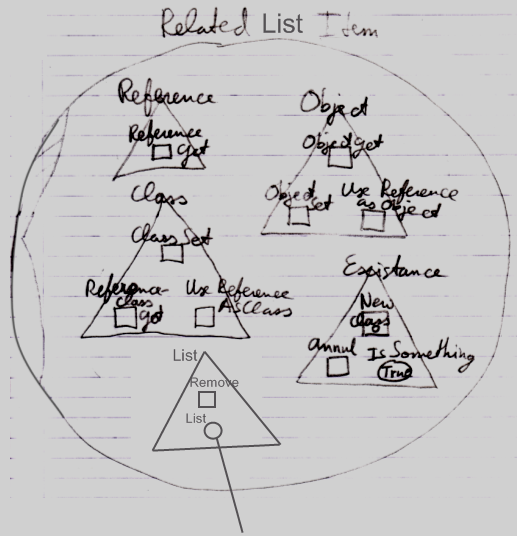 Related List Item
Reference
Reference
Get
Object
Object get
Object
Set
Use Reference
as Object
Class
Class Set
Reference
class
got
Use Reference
As Class
Existance
New
Class
Annul
Is Something
True
List
Remove
List